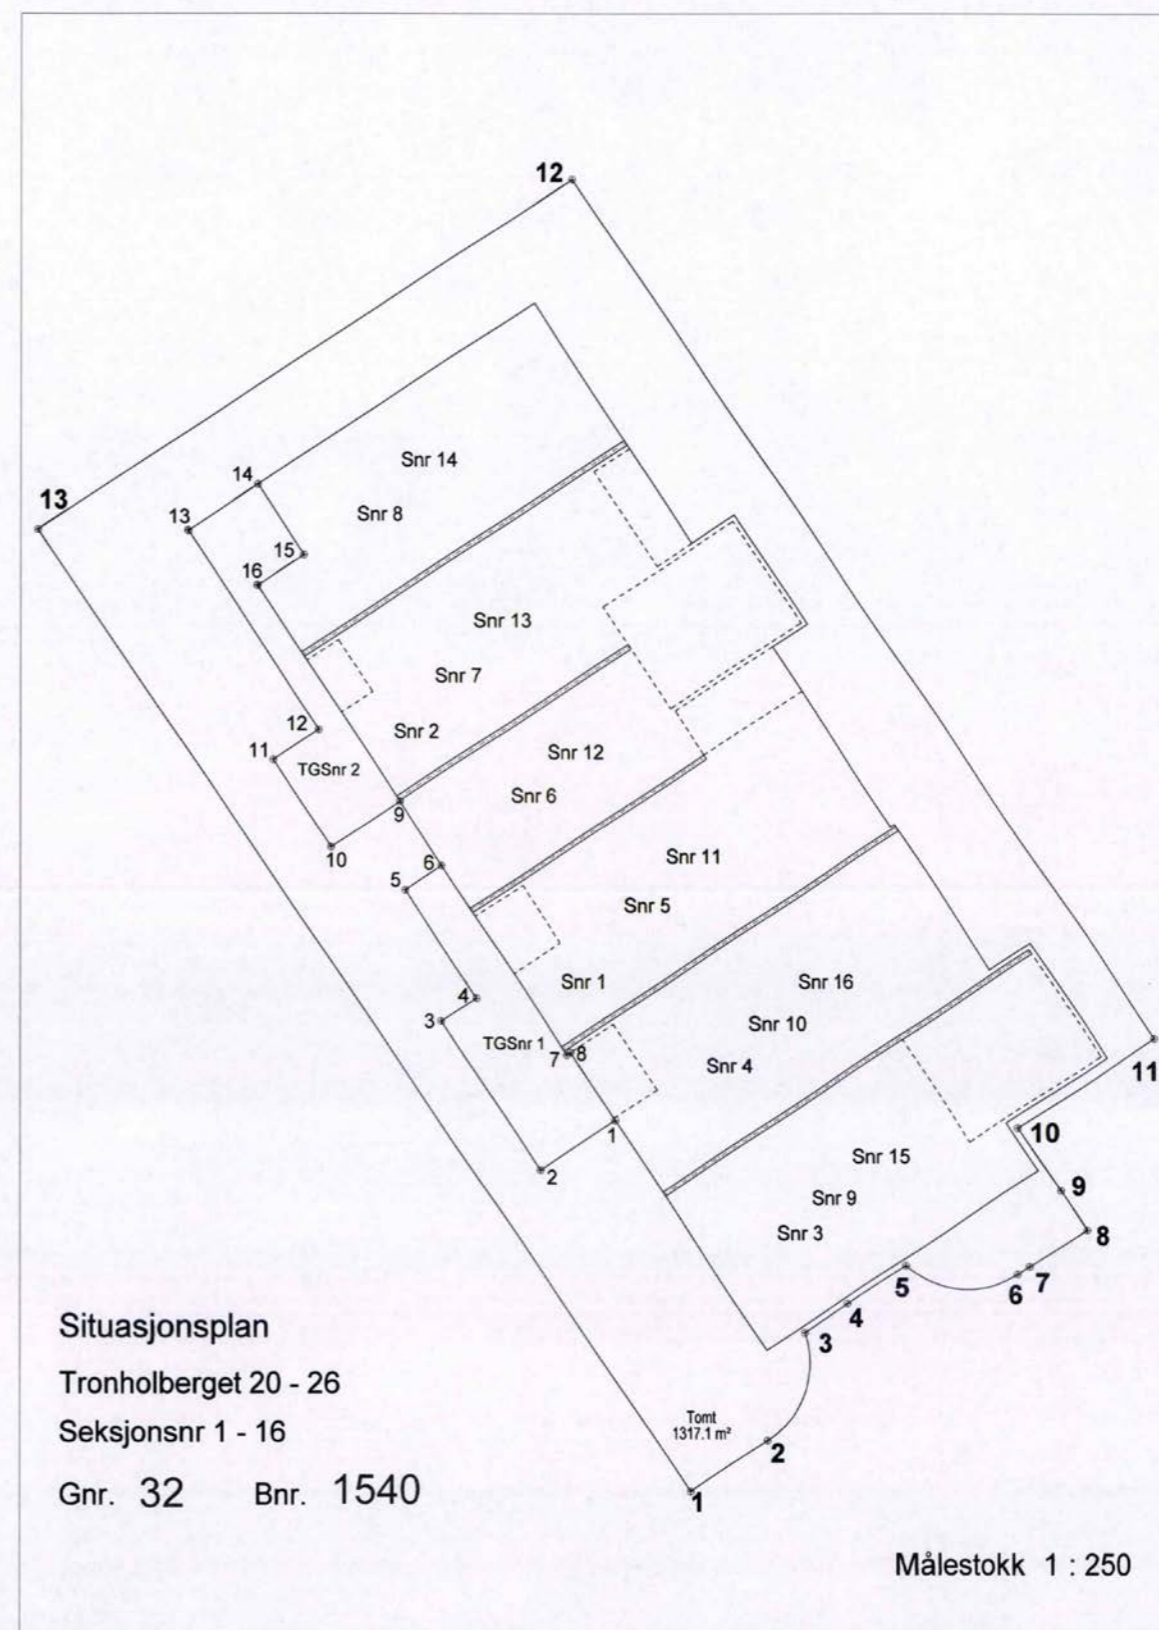 12
Snr 14
14
Snr 8
13
13
15
16
Snr 13
Snr 7
Snr 2
12
Snr 12
11
TGSnr 2
Snr 6
9
10
Snr 11
6
5
Snr 5
Snr 1
Snr 16
4
3
Snr 10
TGSnr 1
7
8
Snr 4
11
1
10
2
Snr 15
9
Snr 9
Snr 3
8
7
5
6
4
3
Situasjonsplan
Tronholberget 20 - 26
Seksjonsnr 1 - 16
Gnr. 32 Bnr. 1540
Tomt
1317.1 m²
2
1
Målestokk 1 : 250